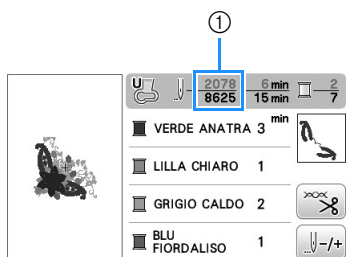 ①
U 2078 6 min 2
8625 15 min 7
VERDE ANATRA 3 min
LILLA CHIARO 1
GRIGIO CALDO 2
BLU
FIORDALISO 1
-/+